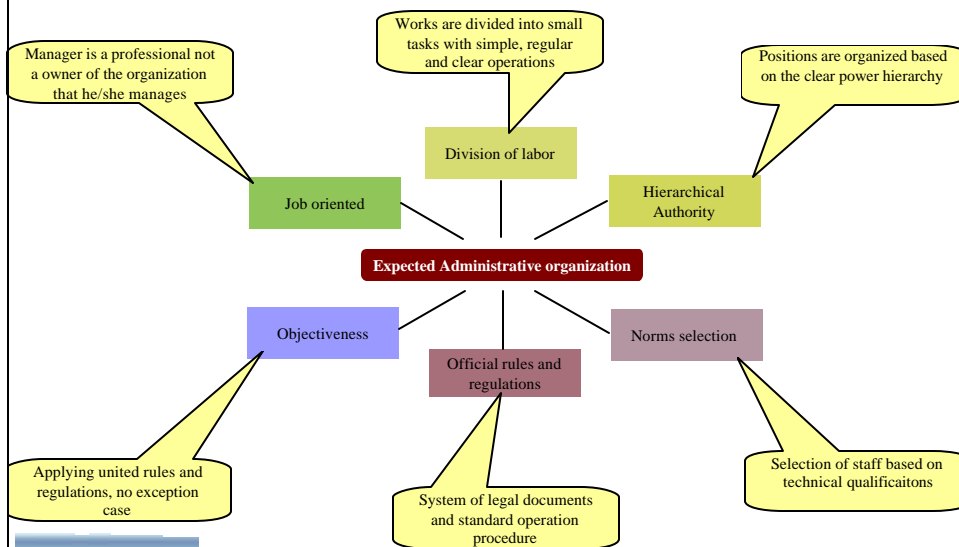 Works are divided into small
tasks with simple, regular
and clear operations
Manager is a professional not
a owner of the organization
that he/she manages
Positions are organized based
on the clear power hierarchy
Division of labor
Job oriented
Hierarchical
Authority
Expected Administrative organization
Objectiveness
Norms selection
Official rules and
regulations
Applying united rules and
regulations, no exception
case
System of legal documents
and standard operation
procedure
Selection of staff based on
technical qualificaitons